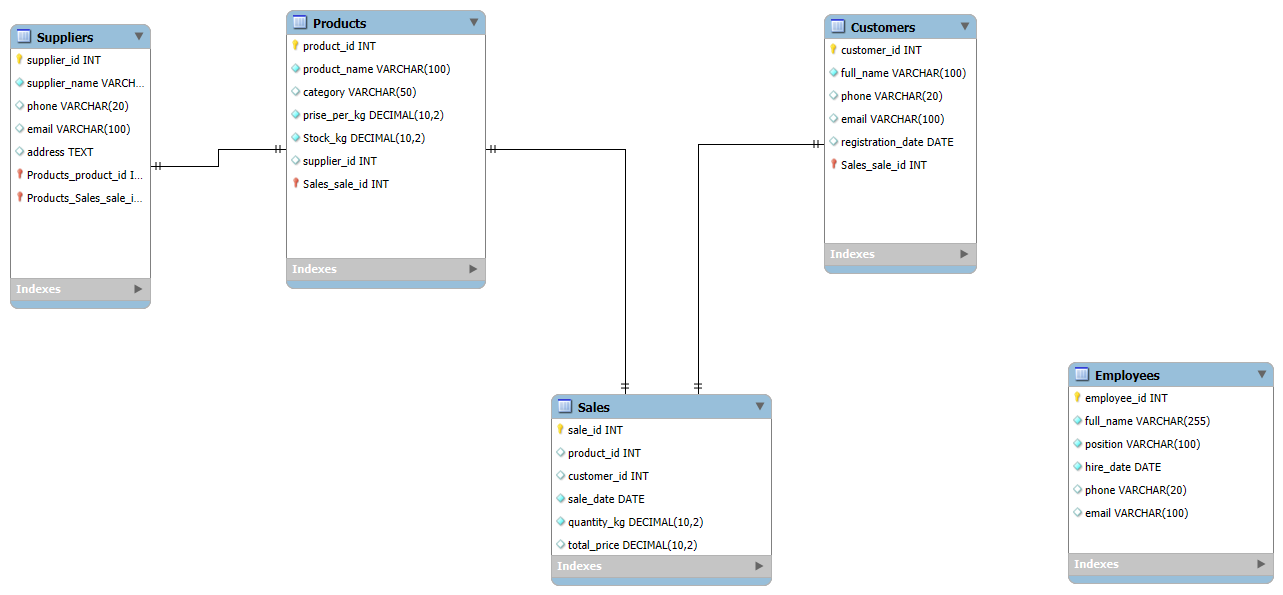 Suppliers
supplier_id INT
supplier_name VARCH...
phone VARCHAR(20)
email VARCHAR(100)
address TEXT
Products_product_id I...
Products_Sales_sale_i...
Indexes
Products
product_id INT
product_name VARCHAR(100)
category VARCHAR(50)
prise_per_kg DECIMAL(10,2)
Stock_kg DECIMAL(10,2)
supplier_id INT
Sales_sale_id INT
Indexes
Customers
customer_id INT
full_name VARCHAR(100)
phone VARCHAR(20)
email VARCHAR(100)
registration_date DATE
Sales_sale_id INT
Indexes
Sales
sale_id INT
product_id INT
customer_id INT
sale_date DATE
quantity_kg DECIMAL(10,2)
total_price DECIMAL(10,2)
Indexes
Employees
employee_id INT
full_name VARCHAR(255)
position VARCHAR(100)
hire_date DATE
phone VARCHAR(20)
email VARCHAR(100)
Indexes